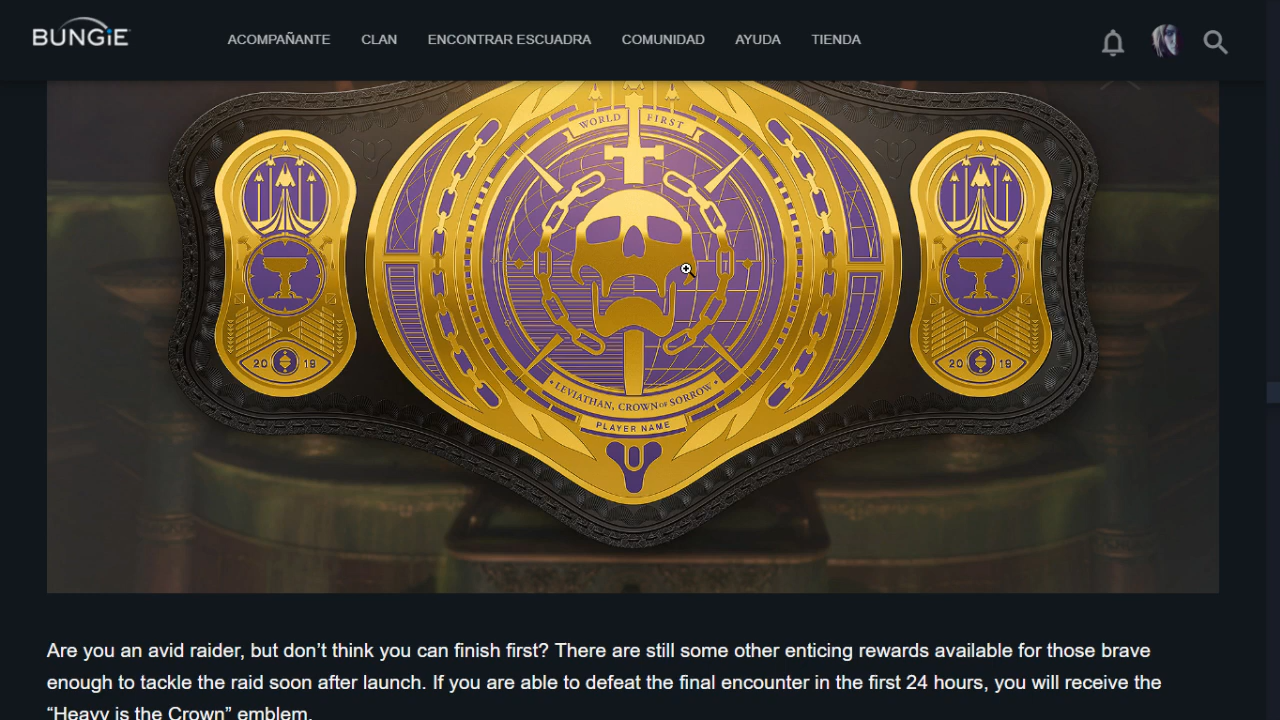 BUNGiE
ACOMPAÑANTE CLAN ENCONTRAR ESCUADRA COMUNIDAD AYUDA TIENDA
WORLD FIRST
LEVIATHAN, CROWN OF SORROW
PLAYER NAME
20 19
20 19
Are you an avid raider, but don’t think you can finish first? There are still some other enticing rewards available for those brave
enough to tackle the raid soon after launch. If you are able to defeat the final encounter in the first 24 hours, you will receive the
“Heavy is the Crown” emblem.